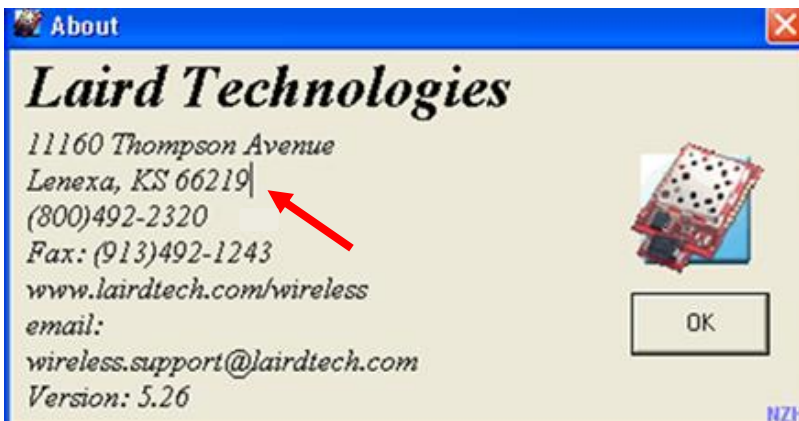 About
Laird Technologies
11160 Thompson Avenue
Lenexa, KS 66219
(800)492-2320
Fax: (913)492-1243
www.lairdtech.com/wireless
email:
wireless.support@lairdtech.com
Version: 5.26
OK